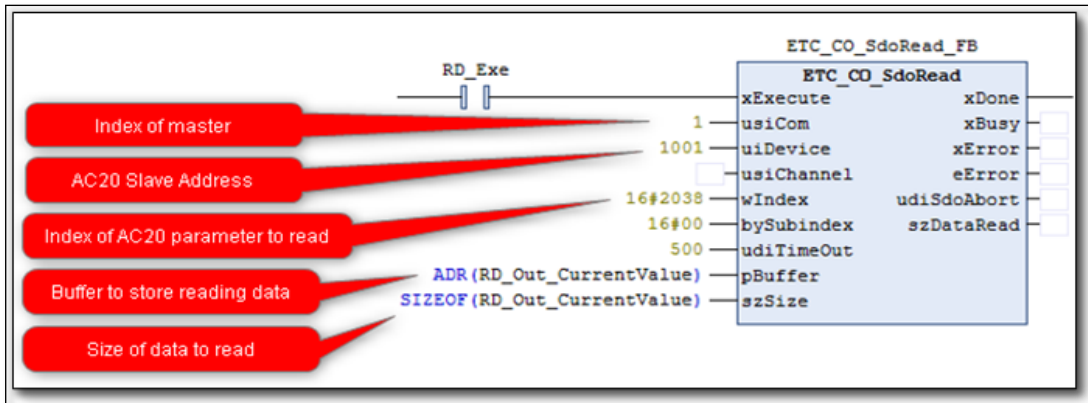 ETC_CO_SdoRead_FB
RD_Exe
ETC_CO_SdoRead
xExecute xDone
Index of master
1 usiCom xBusy
1001 uiDevice xError
AC20 Slave Address
usiChannel eError
16#2038 wIndex udiSdoAbort
Index of AC20 parameter to read
16#00 bySubindex szDataRead
500 udiTimeOut
ADR(RD_Out_CurrentValue) pBuffer
Buffer to store reading data
SIZEOF(RD_Out_CurrentValue) szSize
Size of data to read